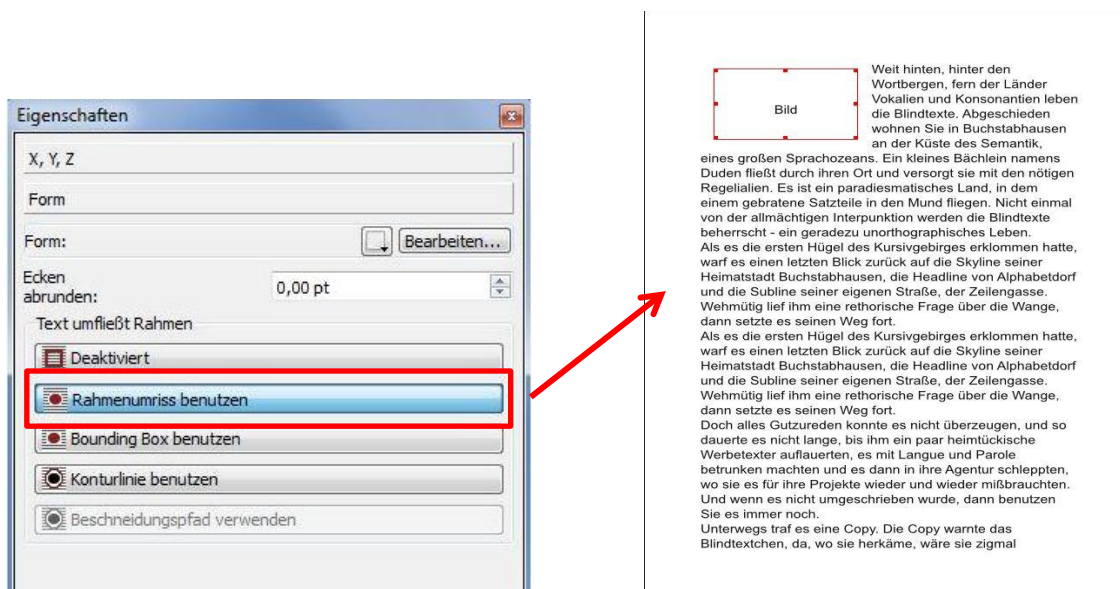 Eigenschaften
X, Y, Z
Form
Form:
Bearbeiten...
Ecken
abrunden:
0,00 pt
Text umfließt Rahmen
Deaktiviert
Rahmenumriss benutzen
Bounding Box benutzen
Konturlinie benutzen
Beschneidungspfad verwenden
Bild
Weit hinten, hinter den
Wortbergen, fern der Länder
Vokalien und Konsonantien leben
die Blindtexte. Abgeschieden
wohnen Sie in Buchstabhausen
an der Küste des Semantik,
eines großen Sprachozeans. Ein kleines Bächlein namens
Duden fließt durch ihren Ort und versorgt sie mit den nötigen
Regelialien. Es ist ein paradiesmatisches Land, in dem
einem gebratene Satzteile in den Mund fliegen. Nicht einmal
von der allmächtigen Interpunktion werden die Blindtexte
beherrscht - ein geradezu unorthographisches Leben.
Als es die ersten Hügel des Kursivgebirges erklommen hatte,
warf es einen letzten Blick zurück auf die Skyline seiner
Heimatstadt Buchstabhausen, die Headline von Alphabetdorf
und die Subline seiner eigenen Straße, der Zeilengasse.
Wehmütig lief ihm eine rethorische Frage über die Wange,
dann setzte es seinen Weg fort.
Als es die ersten Hügel des Kursivgebirges erklommen hatte,
warf es einen letzten Blick zurück auf die Skyline seiner
Heimatstadt Buchstabhausen, die Headline von Alphabetdorf
und die Subline seiner eigenen Straße, der Zeilengasse.
Wehmütig lief ihm eine rethorische Frage über die Wange,
dann setzte es seinen Weg fort.
Doch alles Gutzureden konnte es nicht überzeugen, und so
dauerte es nicht lange, bis ihm ein paar heimtückische
Werbetexter auflauerten, es mit Langue und Parole
betrunken machten und es dann in ihre Agentur schleppten,
wo sie es für ihre Projekte wieder und wieder mißbrauchten.
Und wenn es nicht umgeschrieben wurde, dann benutzen
Sie es immer noch.
Unterwegs traf es eine Copy. Die Copy warnte das
Blindtextchen, da, wo sie herkäme, wäre sie zigmal